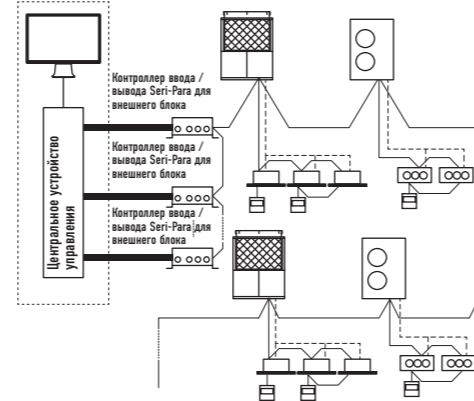 Контроллер ввода /
вывода Seri-Para для
внешнего блока
Контроллер ввода /
вывода Seri-Para для
внешнего блока
Контроллер ввода /
вывода Seri-Para для
внешнего блока
Центральное устройство
управления